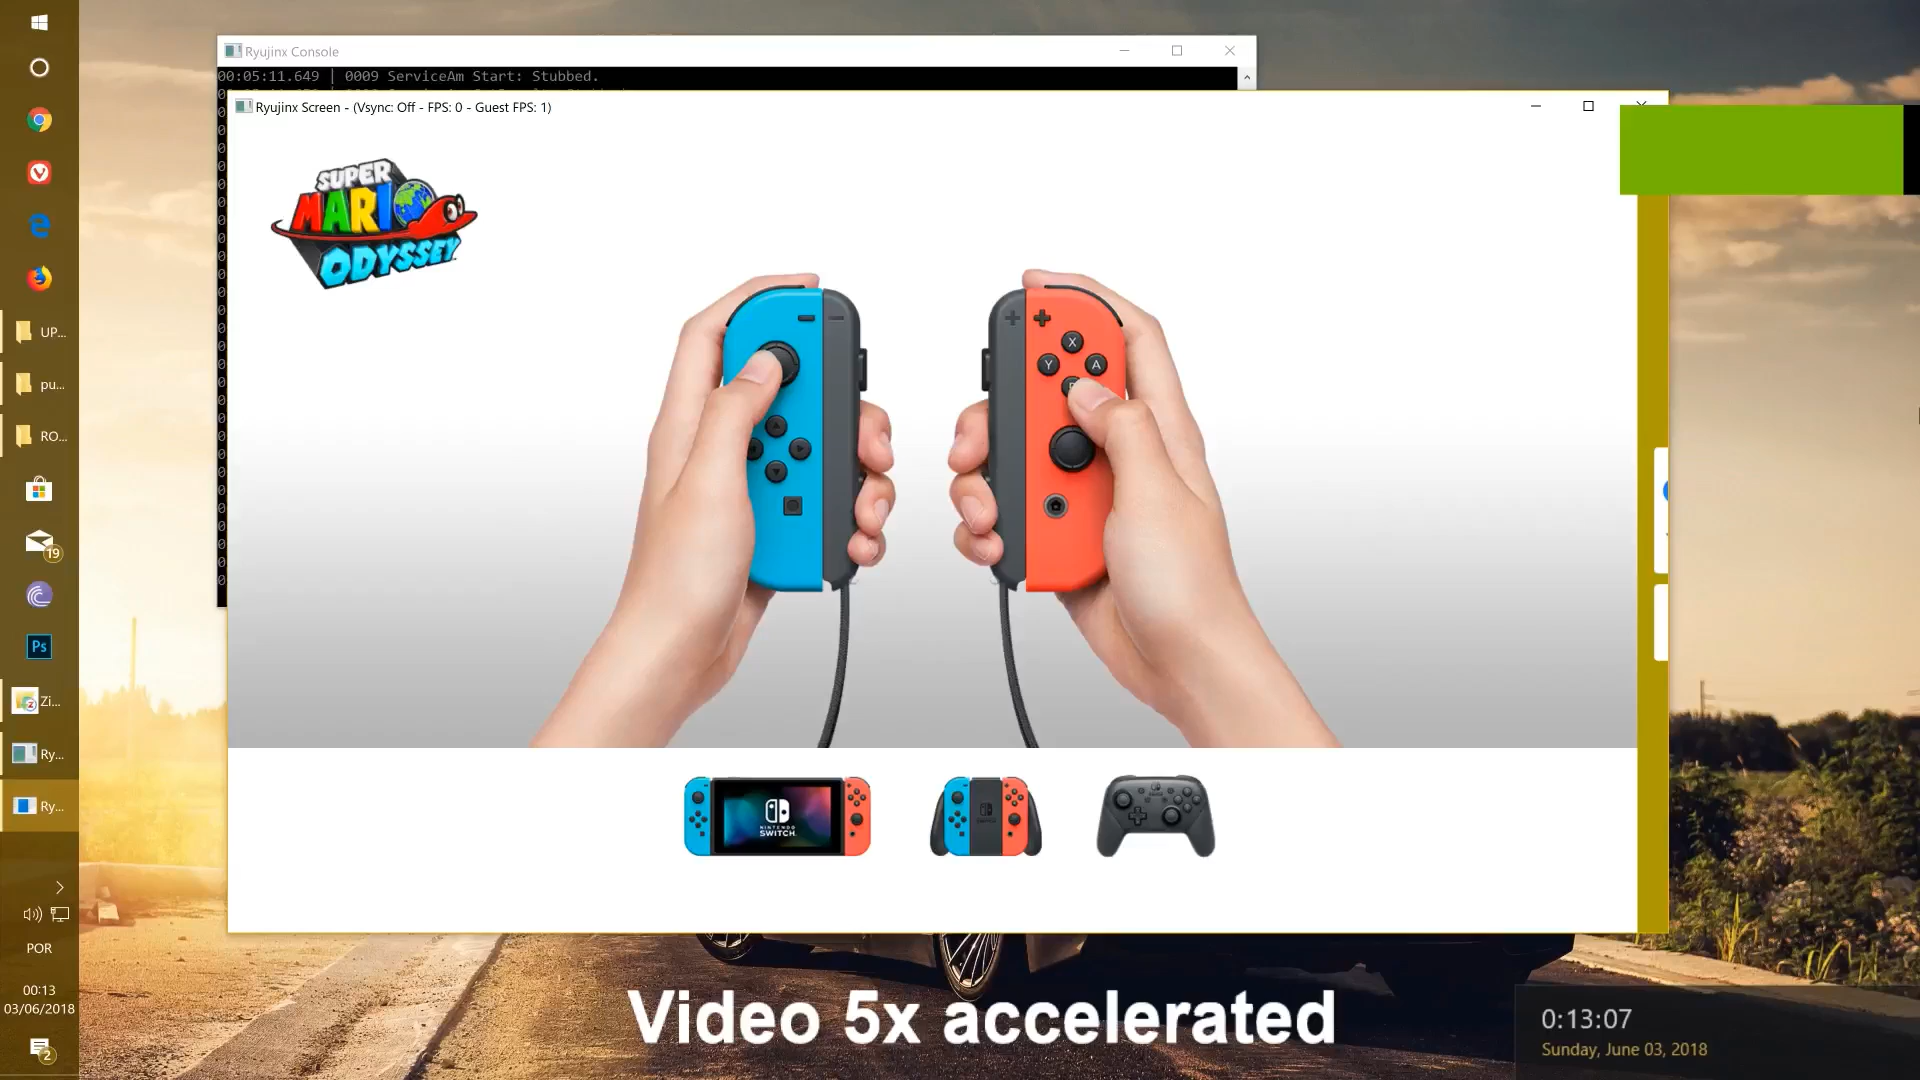 Ryujinx Console
00:05:11.649 | 0009 ServiceAm Start: Stubbed.
Ryujinx Screen - (Vsync: Off - FPS: 0 - Guest FPS: 1)
SUPER
MARIO
ODYSSEY
X
Y
A
UP...
pu...
RO...
19
Ps
Zi...
Ry...
Ry...
NINTENDO
SWITCH
POR
00:13
03/06/2018
2
Video 5x accelerated
0:13:07
Sunday, June 03, 2018